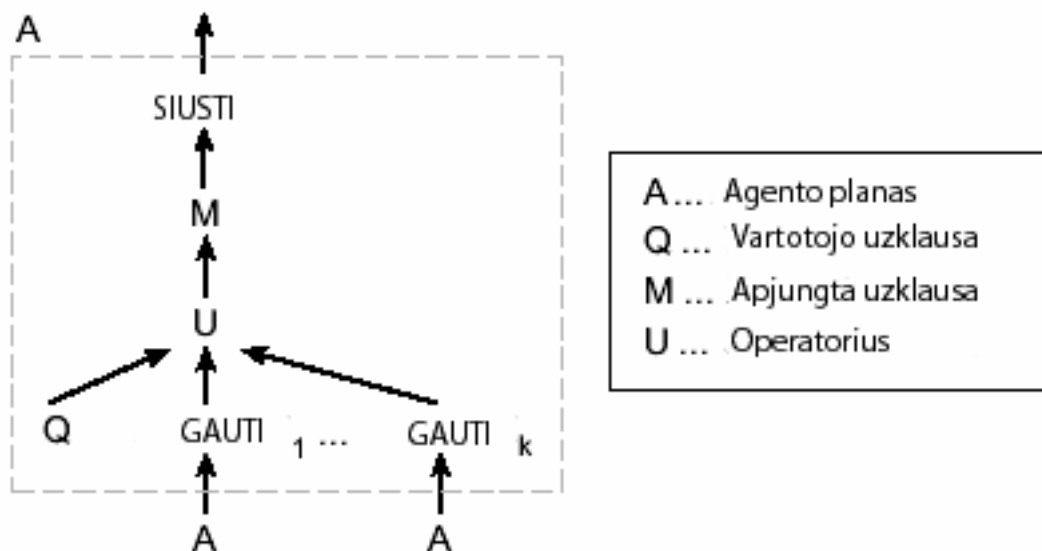 A
SIUSTI
M
U
Q GAUTI 1 ... GAUTI k
A A
A ... Agento planas
Q ... Vartotojo uzklausa
M ... Apjungta uzklausa
U ... Operatorius